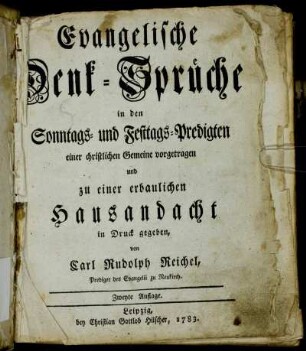 Evangelische
Denk-Sprüche
in den
Sonntags- und Festtags-Predigten
einer christlichen Gemeine vorgetragen
und
zu einer erbaulichen
Hausandacht
in Druck gegeben,
von
Carl Rudolph Reichel,
Prediger des Evangelii zu Neukirch.
Zweyte Auflage.
Leipzig,
bey Christian Gottlob Hilscher, 1783.